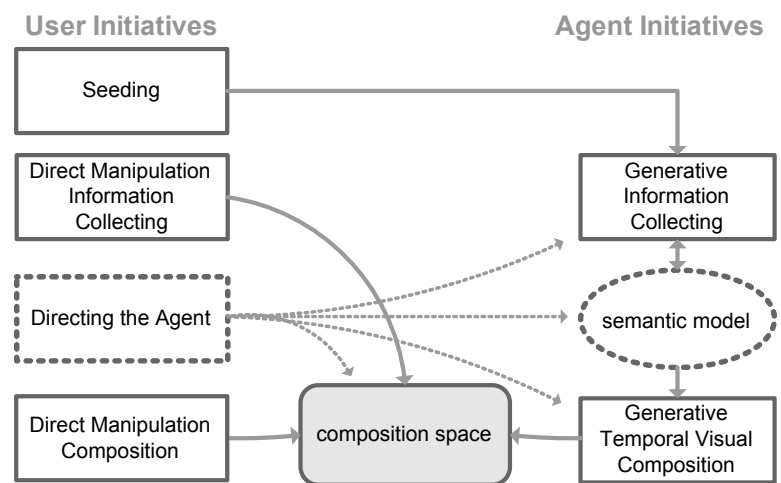 User Initiatives
Agent Initiatives
Seeding
Direct Manipulation
Information
Collecting
Generative
Information
Collecting
Directing the Agent
semantic model
Direct Manipulation
Composition
composition space
Generative
Temporal Visual
Composition